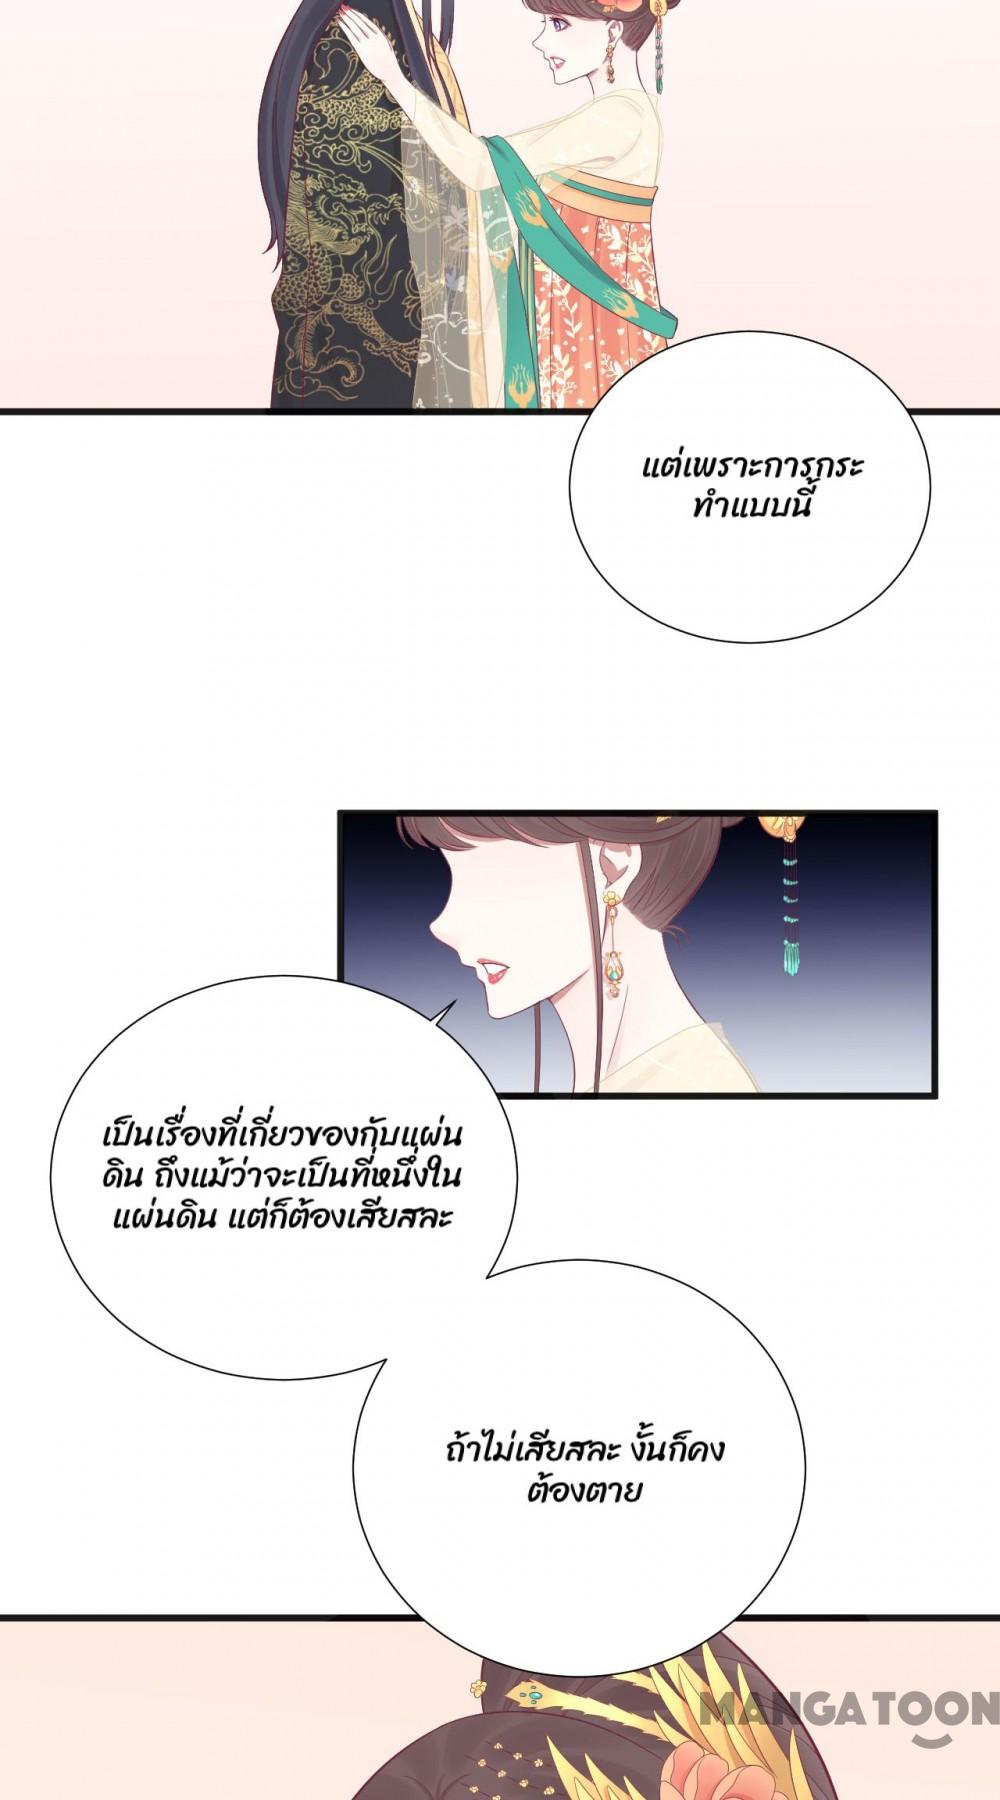 แต่เพราะการกระ
ทำแบบนี้
เป็นเรื่องที่เกี่ยวของกับแผ่น
ดิน ถึงแม้ว่าจะเป็นที่หนึ่งใน
แผ่นดิน แต่ก็ต้องเสียสละ
ถ้าไม่เสียสละ งั้นก็คง
ต้องตาย
MANGATOON